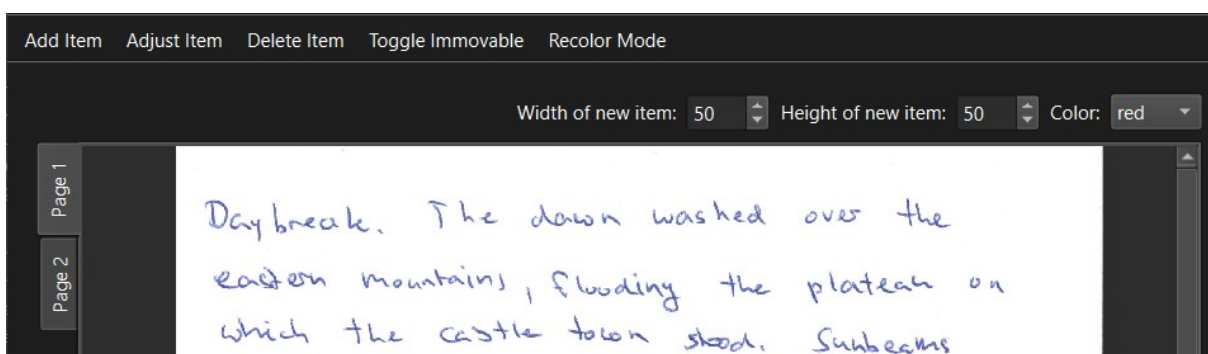 Add Item Adjust Item Delete Item Toggle Immovable Recolor Mode
Width of new item: 50 Height of new item: 50 Color: red
Page 1
Page 2
Daybreak. The dawn washed over the
eastern mountains, flooding the plateau on
which the castle town stood. Sunbeams